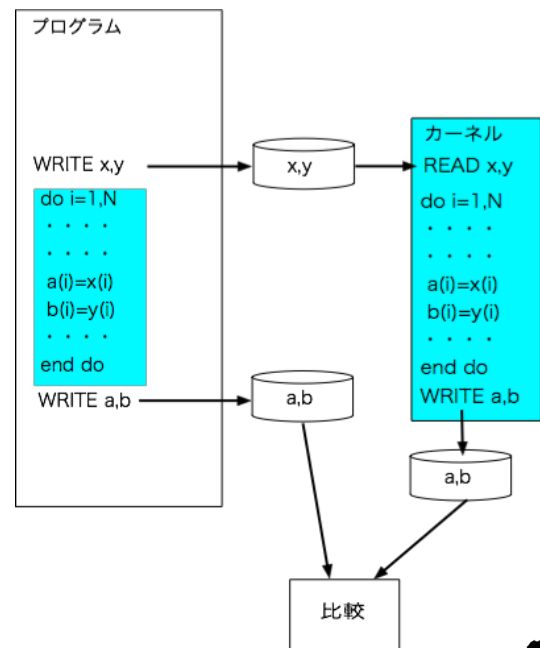 プログラム
WRITE x,y
do i=1,N
・・・・
・・・・
a(i)=x(i)
b(i)=y(i)
・・・・
end do
WRITE a,b
x,y
a,b
カーネル
READ x,y
do i=1,N
・・・・
・・・・
a(i)=x(i)
b(i)=y(i)
・・・・
end do
WRITE a,b
a,b
比較